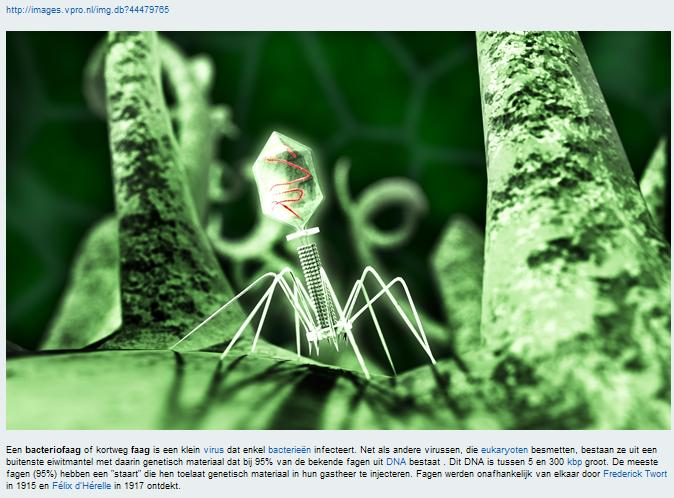 http://images.vpro.nl/img.db?44479765
Een bacteriofaag of kortweg faag is een klein virus dat enkel bacterieën infecteert. Net als andere virussen, die eukaryoten besmetten, bestaan ze uit een
buitenste eiwitmantel met daarin genetisch materiaal dat bij 95% van de bekende fagen uit DNA bestaat . Dit DNA is tussen 5 en 300 kbp groot. De meeste
fagen (95%) hebben een "staart" die hen toelaat genetisch materiaal in hun gastheer te injecteren. Fagen werden onafhankelijk van elkaar door Frederick Twort
in 1915 en Félix d'Hérelle in 1917 ontdekt.